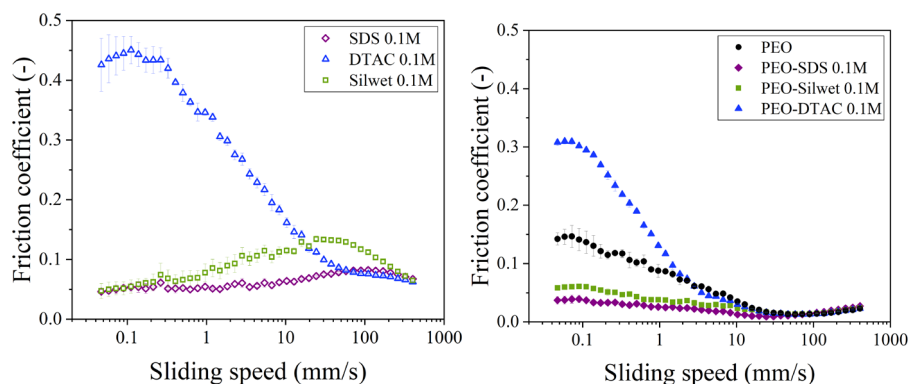 0.5
0.4
0.3
0.2
0.1
0.0
Friction coefficient (-)
SDS 0.1M
DTAC 0.1M
Silwet 0.1M
0.1 1 10 100 1000
Sliding speed (mm/s)
0.5
0.4
0.3
0.2
0.1
0.0
Friction coefficient (-)
PEO
PEO-SDS 0.1M
PEO-Silwet 0.1M
PEO-DTAC 0.1M
0.1 1 10 100 1000
Sliding speed (mm/s)